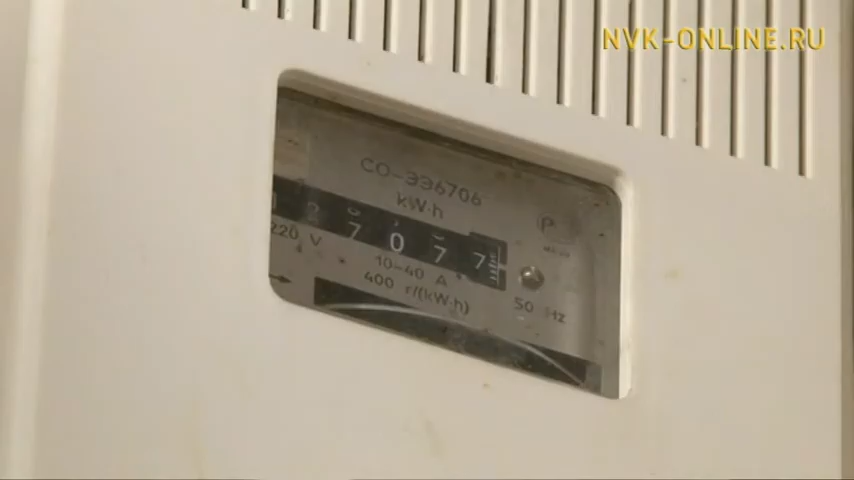 NVK-ONLINE.RU
СО-ЭЭ6706
kW·h
1 2 7 0 7 7
220 V
10-40 A
400 r/(kW·h)
50 Hz